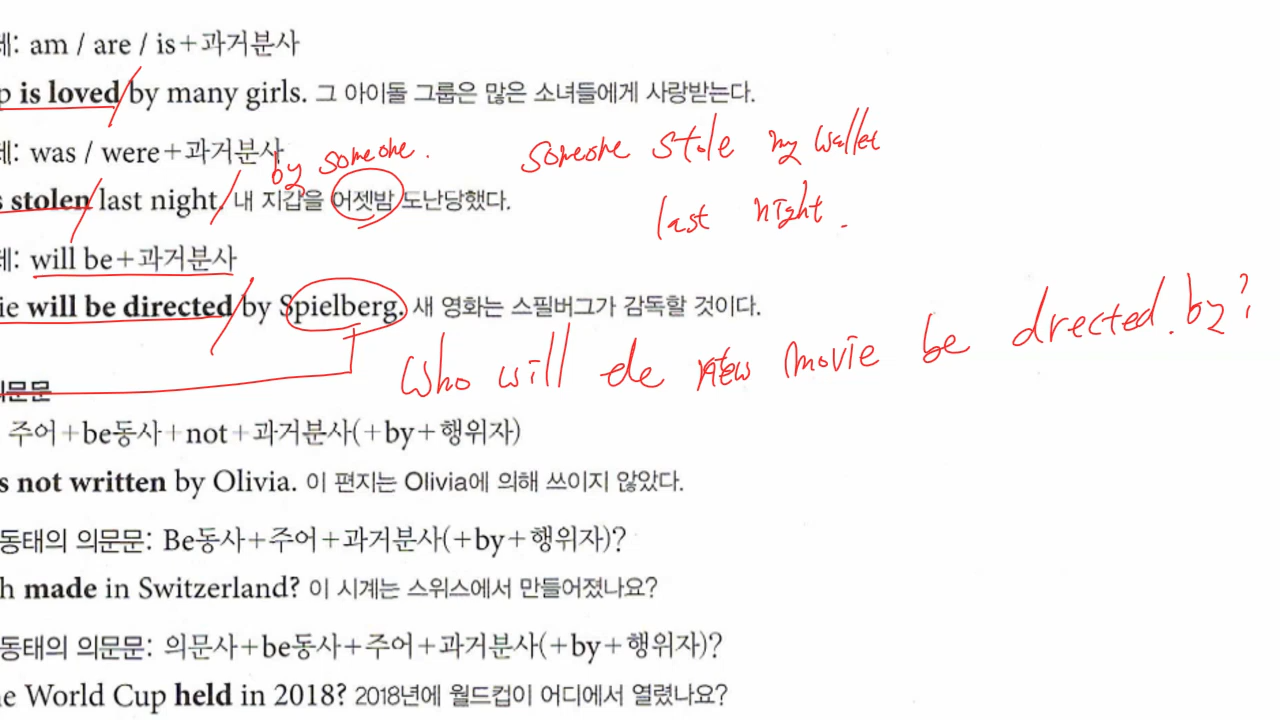 제: am / are / is+과거분사
p is loved by many girls. 그 아이돌 그룹은 많은 소녀들에게 사랑받는다.
제: was / were+과거분사
by someone.
someone stole my wallet
s stolen last night. 내 지갑을 어젯밤 도난당했다.
last night.
제: will be+과거분사
ie will be directed by Spielberg. 새 영화는 스필버그가 감독할 것이다.
who will de new movie be drected by?
의문문
주어+be동사+not+과거분사(+by+행위자)
s not written by Olivia. 이 편지는 Olivia에 의해 쓰이지 않았다.
동태의 의문문: Be동사+주어+과거분사(+by+행위자)?
h made in Switzerland? 이 시계는 스위스에서 만들어졌나요?
동태의 의문문: 의문사+be동사+주어+과거분사(+by+행위자)?
e World Cup held in 2018? 2018년에 월드컵이 어디에서 열렸나요?